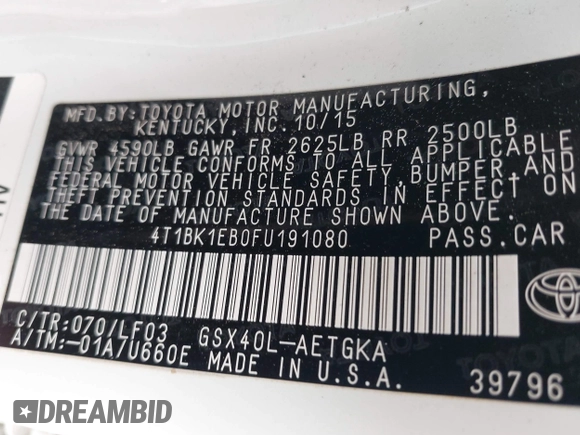 MFD. BY: TOYOTA MOTOR MANUFACTURING,
KENTUCKY, INC. 10/15
GVWR 4590LB GAWR FR 2625LB RR 2500LB
THIS VEHICLE CONFORMS TO ALL APPLICABLE
FEDERAL MOTOR VEHICLE SAFETY, BUMPER, AND
THEFT PREVENTION STANDARDS IN EFFECT ON
THE DATE OF MANUFACTURE SHOWN ABOVE.
4T1BK1EB0FU191080 PASS. CAR
C/TR: 070/LF03 GSX40L-AETGKA
A/TM: -01A/U660E MADE IN U.S.A.
39796
DREAMBID